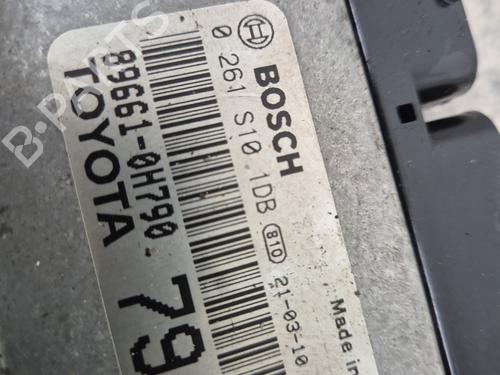 BOSCH
0 261 S10 1DB 810 21-03-10
Made in
89661-0H790
TOYOTA 79
B-PARTS